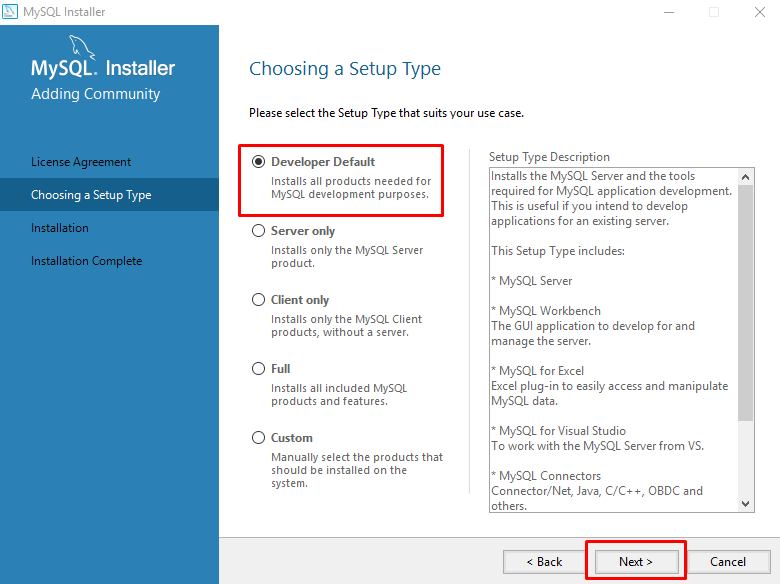 MySQL Installer
MySQL. Installer
Adding Community
License Agreement
Choosing a Setup Type
Installation
Installation Complete
Choosing a Setup Type
Please select the Setup Type that suits your use case.
Developer Default
Installs all products needed for
MySQL development purposes.
Server only
Installs only the MySQL Server
product.
Client only
Installs only the MySQL Client
products, without a server.
Full
Installs all included MySQL
products and features.
Custom
Manually select the products that
should be installed on the
system.
Setup Type Description
Installs the MySQL Server and the tools
required for MySQL application development.
This is useful if you intend to develop
applications for an existing server.
This Setup Type includes:
* MySQL Server
* MySQL Workbench
The GUI application to develop for and
manage the server.
* MySQL for Excel
Excel plug-in to easily access and manipulate
MySQL data.
* MySQL for Visual Studio
To work with the MySQL Server from VS.
* MySQL Connectors
Connector/Net, Java, C/C++, OBDC and
others.
< Back
Next >
Cancel